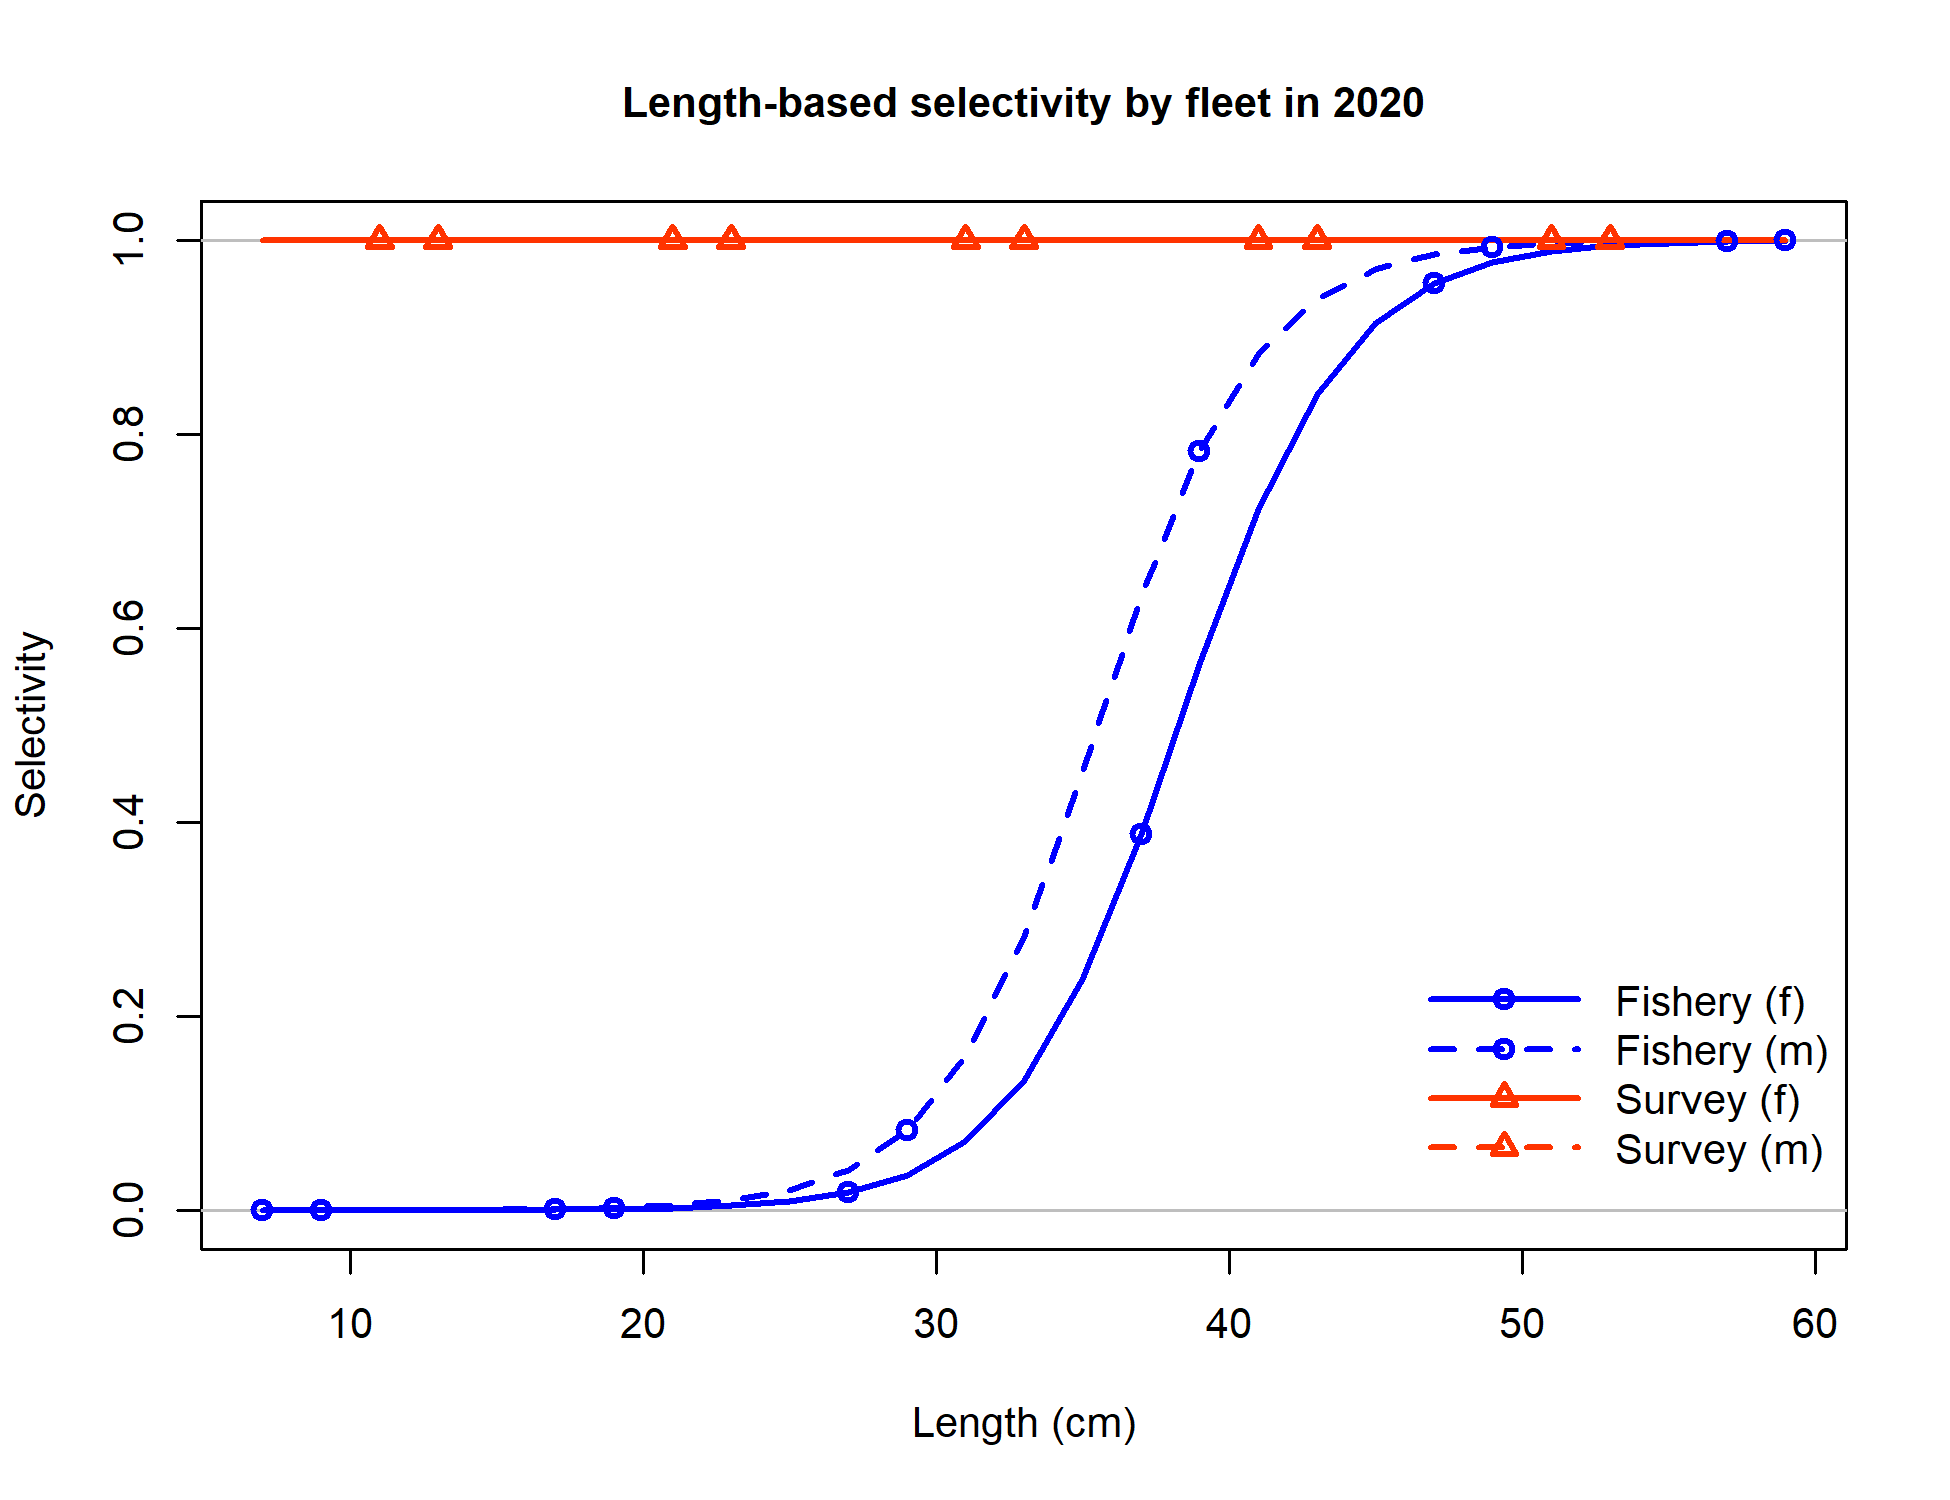 Length-based selectivity by fleet in 2020
Selectivity
1.0
0.8
0.6
0.4
0.2
0.0
Fishery (f)
Fishery (m)
Survey (f)
Survey (m)
10 20 30 40 50 60
Length (cm)